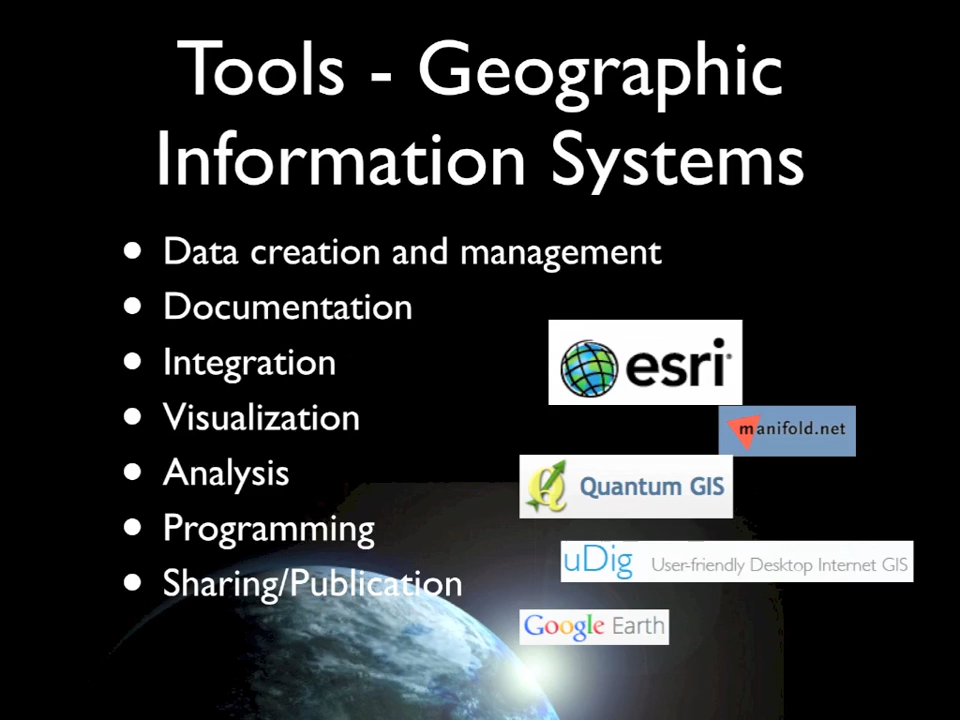 Tools - Geographic
Information Systems
• Data creation and management
• Documentation
• Integration
• Visualization
• Analysis
• Programming
• Sharing/Publication
esri
manifold.net
Quantum GIS
uDig User-friendly Desktop Internet GIS
Google Earth